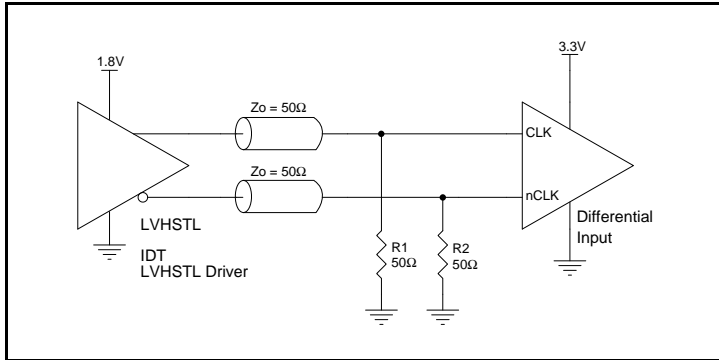 1.8V
3.3V
Zo = 50Ω
CLK
Zo = 50Ω
nCLK
LVHSTL
IDT
LVHSTL Driver
R1
50Ω
R2
50Ω
Differential
Input